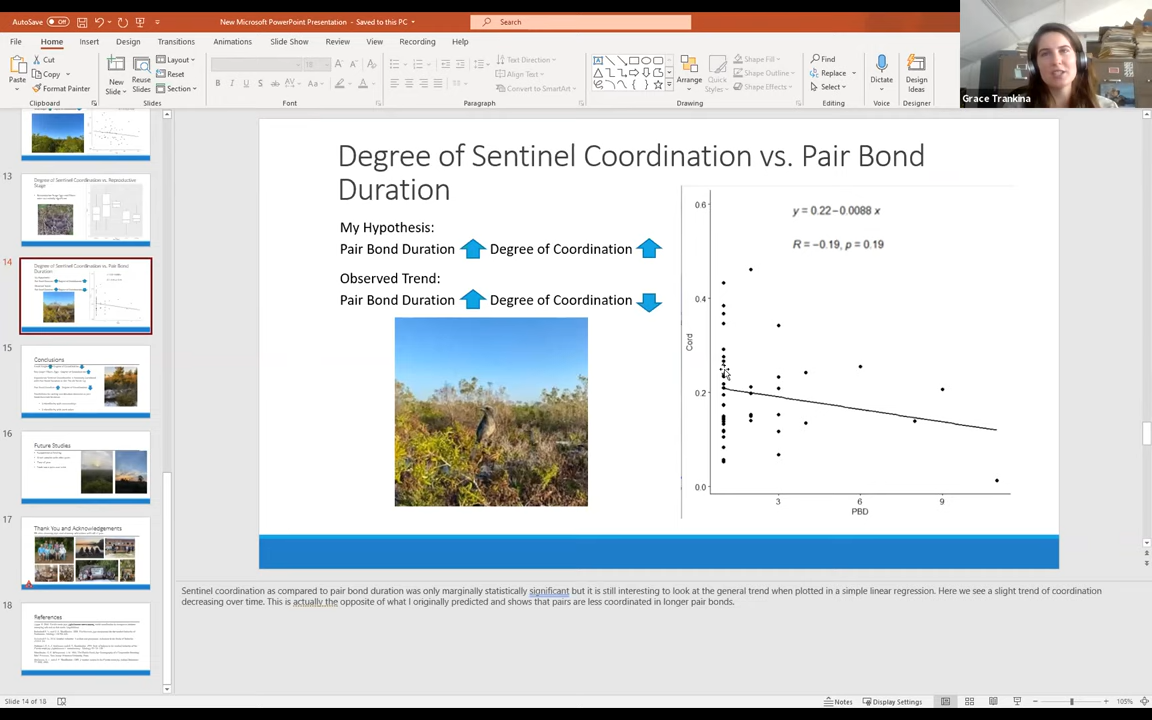 AutoSave Off New Microsoft PowerPoint Presentation - Saved to this PC Search
File Home Insert Design Transitions Animations Slide Show Review View Recording Help
Cut
Copy
Format Painter
Paste
Clipboard
New Slide
Reuse Slides
Layout
Reset
Section
Slides
B I U S
Font
Text Direction
Align Text
Convert to SmartArt
Paragraph
Arrange
Quick Styles
Shape Fill
Shape Outline
Shape Effects
Drawing
Find
Replace
Select
Editing
Dictate
Voice
Design Ideas
Designer
Grace Trankina
13
Degree of Sentinel Coordination vs. Reproductive Stage
14
Degree of Sentinel Coordination vs. Pair Bond Duration
15
Conclusions
16
Future Studies
17
Thank You and Acknowledgements
18
References
Degree of Sentinel Coordination vs. Pair Bond
Duration
My Hypothesis:
Pair Bond Duration Degree of Coordination
Observed Trend:
Pair Bond Duration Degree of Coordination
y = 0.22 − 0.0088 x
R = −0.19, p = 0.19
0.6
0.4
Cord
0.2
0.0
3 6 9
PBD
Sentinel coordination as compared to pair bond duration was only marginally statistically significant but it is still interesting to look at the general trend when plotted in a simple linear regression. Here we see a slight trend of coordination
decreasing over time. This is actually the opposite of what I originally predicted and shows that pairs are less coordinated in longer pair bonds.
Slide 14 of 18 Notes Display Settings 105%